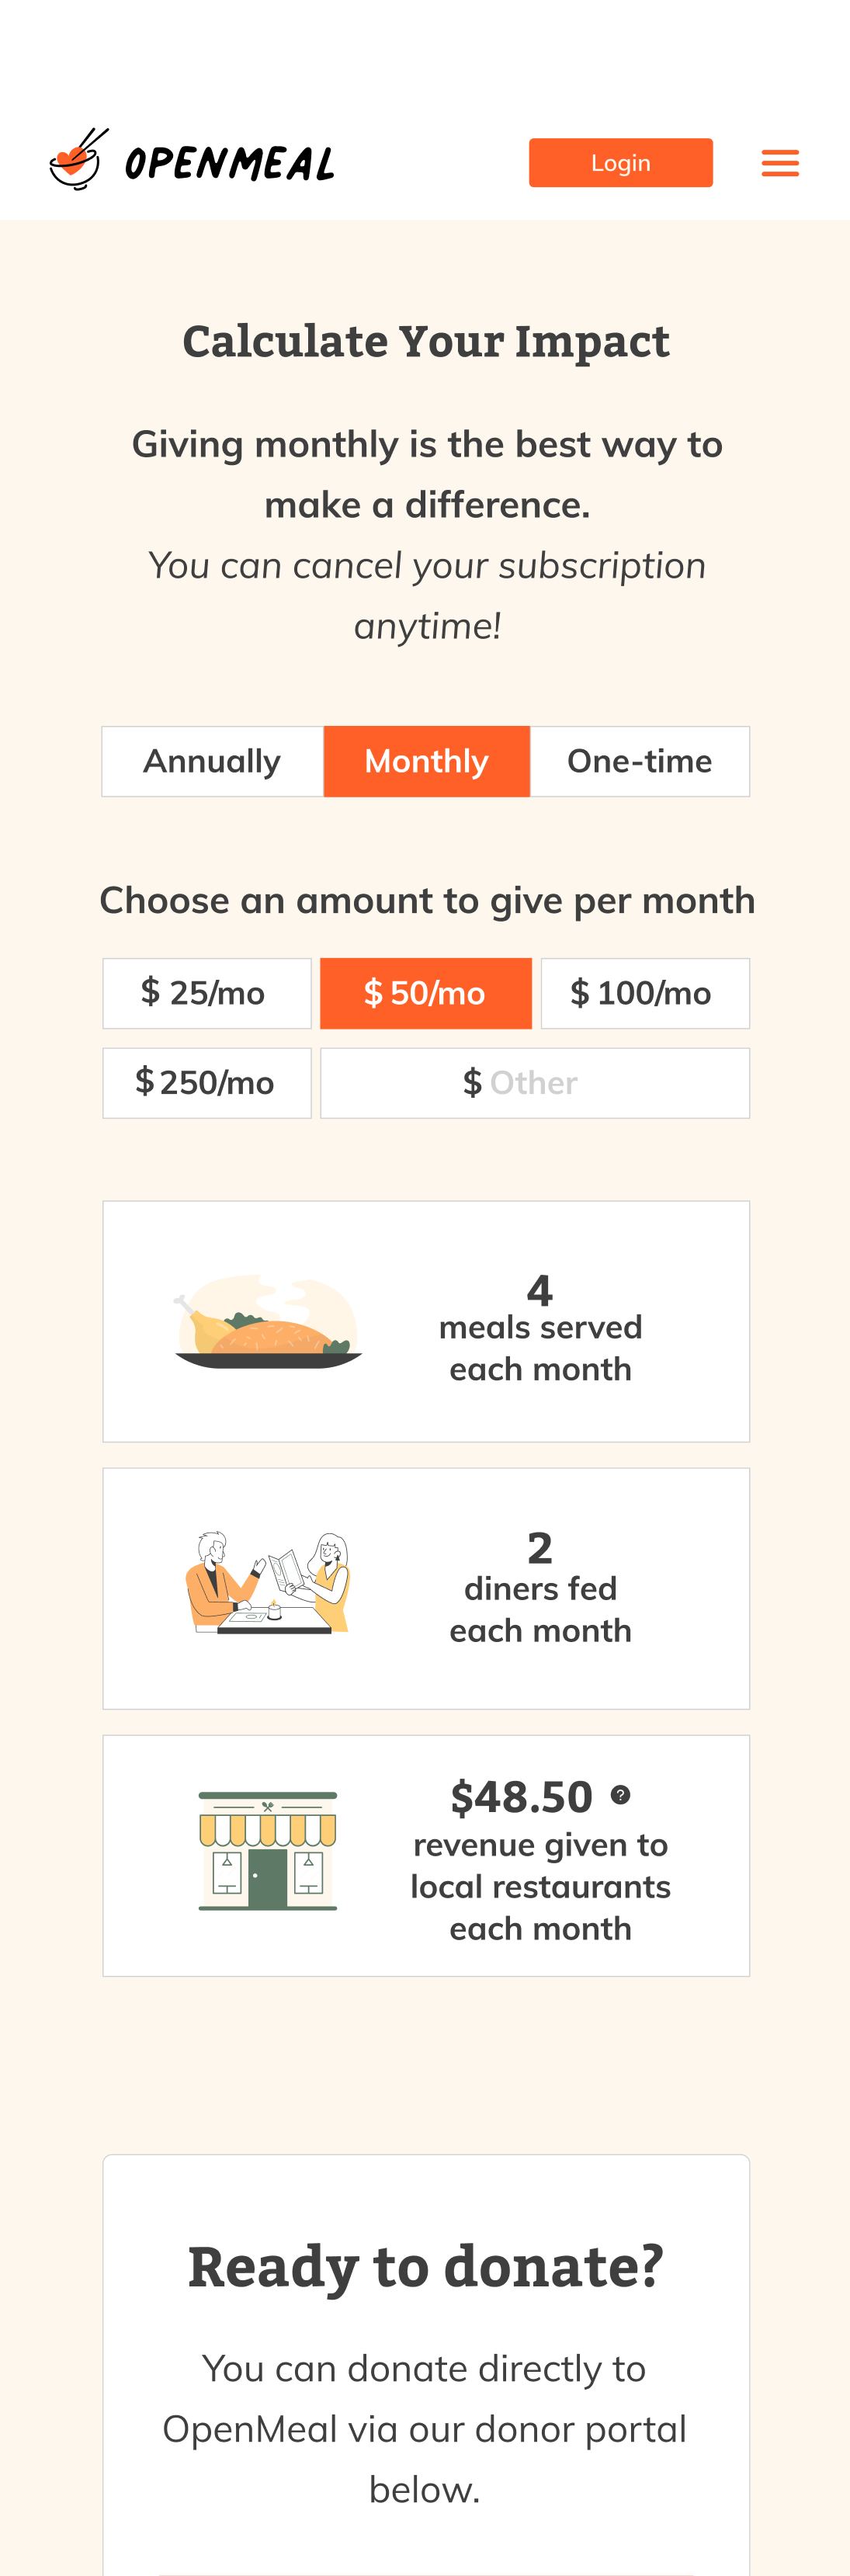 OPENMEAL
Login
Calculate Your Impact
Giving monthly is the best way to
make a difference.
You can cancel your subscription
anytime!
Annually Monthly One-time
Choose an amount to give per month
$ 25/mo $ 50/mo $ 100/mo
$ 250/mo $ Other
4
meals served
each month
2
diners fed
each month
$48.50 ?
revenue given to
local restaurants
each month
Ready to donate?
You can donate directly to
OpenMeal via our donor portal
below.